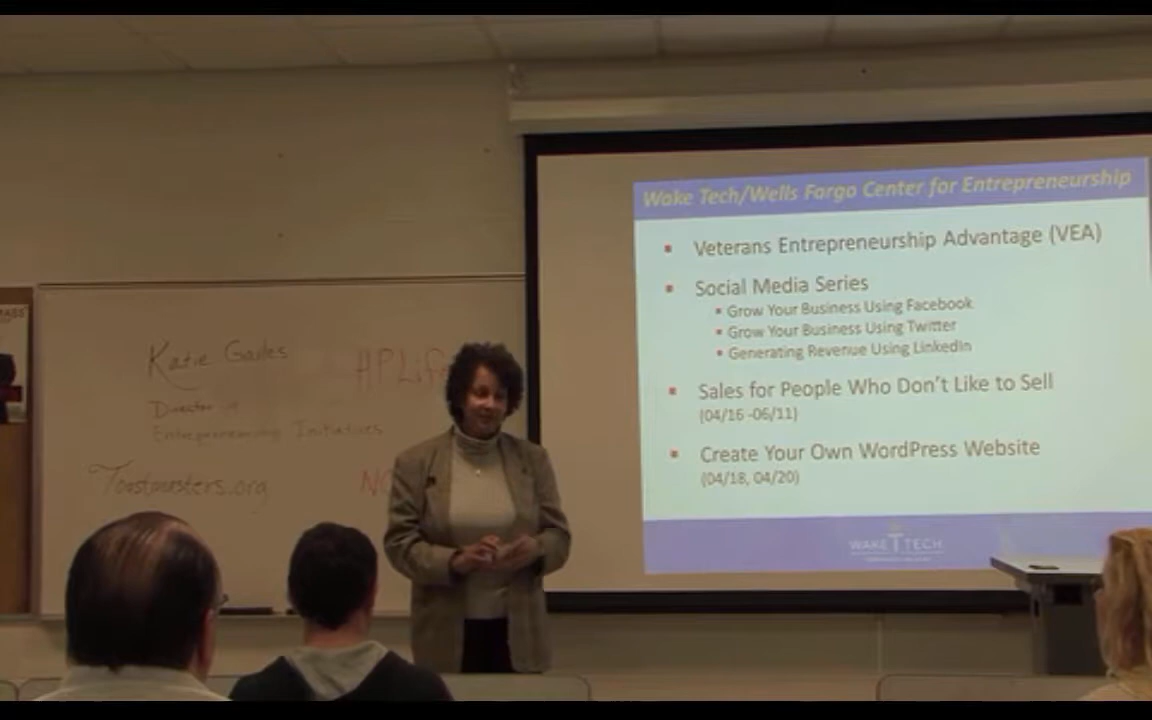 Katie Gailes
Director
Entrepreneurship Initiatives
Toastmasters.org
Wake Tech/Wells Fargo Center for Entrepreneurship
▪ Veterans Entrepreneurship Advantage (VEA)
▪ Social Media Series
▪ Grow Your Business Using Facebook
▪ Grow Your Business Using Twitter
▪ Generating Revenue Using LinkedIn
▪ Sales for People Who Don't Like to Sell
(04/16 -06/11)
▪ Create Your Own WordPress Website
(04/18, 04/20)
WAKE TECH